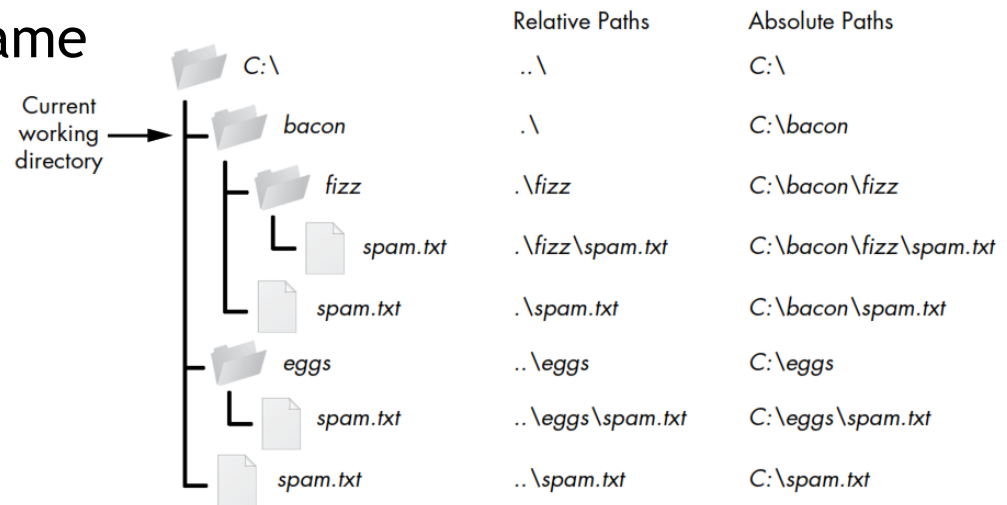 ame
Relative Paths Absolute Paths
C:\ ..\ C:\
Current
working
directory
bacon .\ C:\bacon
fizz .\fizz C:\bacon\fizz
spam.txt .\fizz\spam.txt C:\bacon\fizz\spam.txt
spam.txt .\spam.txt C:\bacon\spam.txt
eggs ..\eggs C:\eggs
spam.txt ..\eggs\spam.txt C:\eggs\spam.txt
spam.txt ..\spam.txt C:\spam.txt